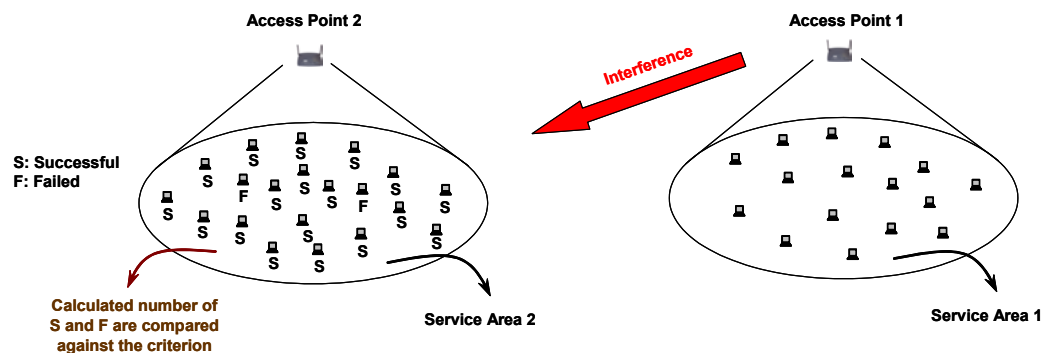 Access Point 2
Access Point 1
Interference
S: Successful
F: Failed
S
S
S
S
S
S
F
S
S
F
S
S
S
S
S
S
S
S
S
S
Calculated number of
S and F are compared
against the criterion
Service Area 2
Service Area 1